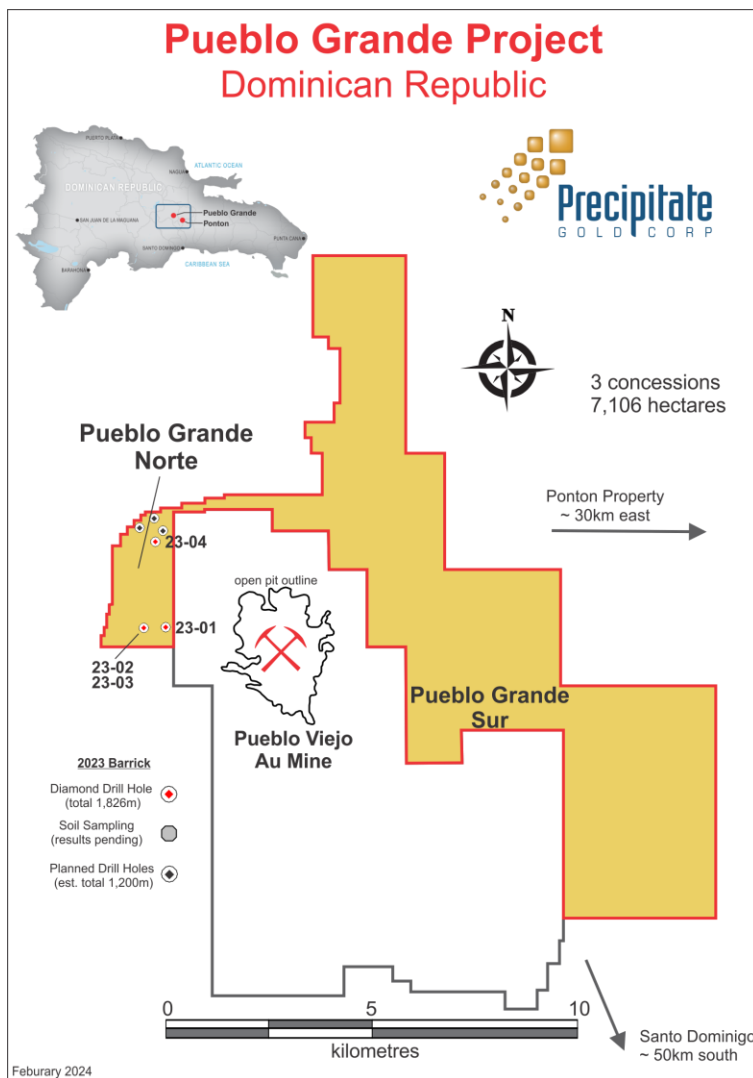 Pueblo Grande Project
Dominican Republic
PUERTO PLATA
ATLANTIC OCEAN
NAGUA
DOMINICAN REPUBLIC
Pueblo Grande
SAN JUAN DE LA MAGUANA
Ponton
SANTO DOMINGO
PUNTA CANA
CARIBBEAN SEA
BARAHONA
Precipitate
GOLD CORP
N
3 concessions
7,106 hectares
Pueblo Grande
Norte
Ponton Property
~ 30km east
23-04
open pit outline
23-01
23-02
23-03
Pueblo Grande
Sur
Pueblo Viejo
Au Mine
2023 Barrick
Diamond Drill Hole
(total 1,826m)
Soil Sampling
(results pending)
Planned Drill Holes
(est. total 1,200m)
0 5 10
kilometres
Santo Dominigo
~ 50km south
Feburary 2024